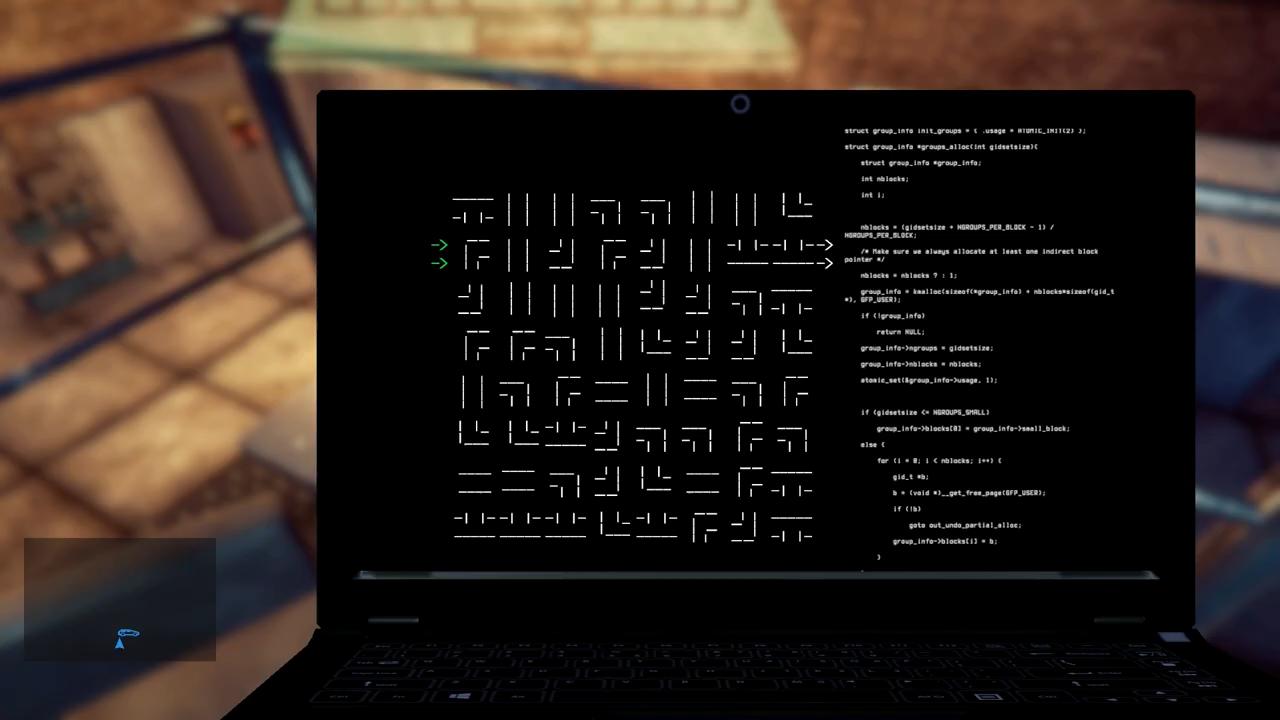 struct group_info init_groups = { .usage = ATOMIC_INIT(2) };
struct group_info *groups_alloc(int gidsetsize){
struct group_info *group_info;
int nblocks;
int i;
nblocks = (gidsetsize + NGROUPS_PER_BLOCK - 1) /
NGROUPS_PER_BLOCK;
/* Make sure we always allocate at least one indirect block
pointer */
nblocks = nblocks ? : 1;
group_info = kmalloc(sizeof(*group_info) + nblocks*sizeof(gid_t
*), GFP_USER);
if (!group_info)
return NULL;
group_info->ngroups = gidsetsize;
group_info->nblocks = nblocks;
atomic_set(&group_info->usage, 1);
if (gidsetsize <= NGROUPS_SMALL)
group_info->blocks[0] = group_info->small_block;
else {
for (i = 0; i < nblocks; i++) {
gid_t *b;
b = (void *)__get_free_page(GFP_USER);
if (!b)
goto out_undo_partial_alloc;
group_info->blocks[i] = b;
}